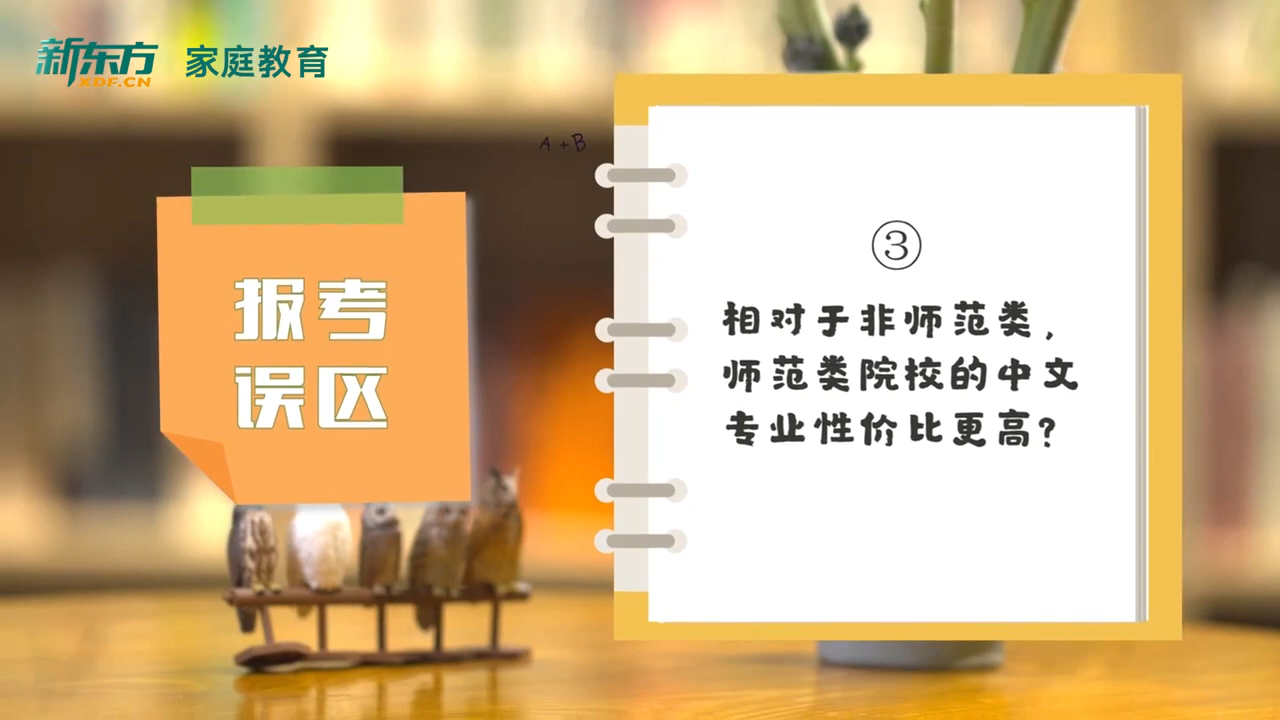 新东方 家庭教育
XDF.CN
A+B
报考
误区
③
相对于非师范类，
师范类院校的中文
专业性价比更高？